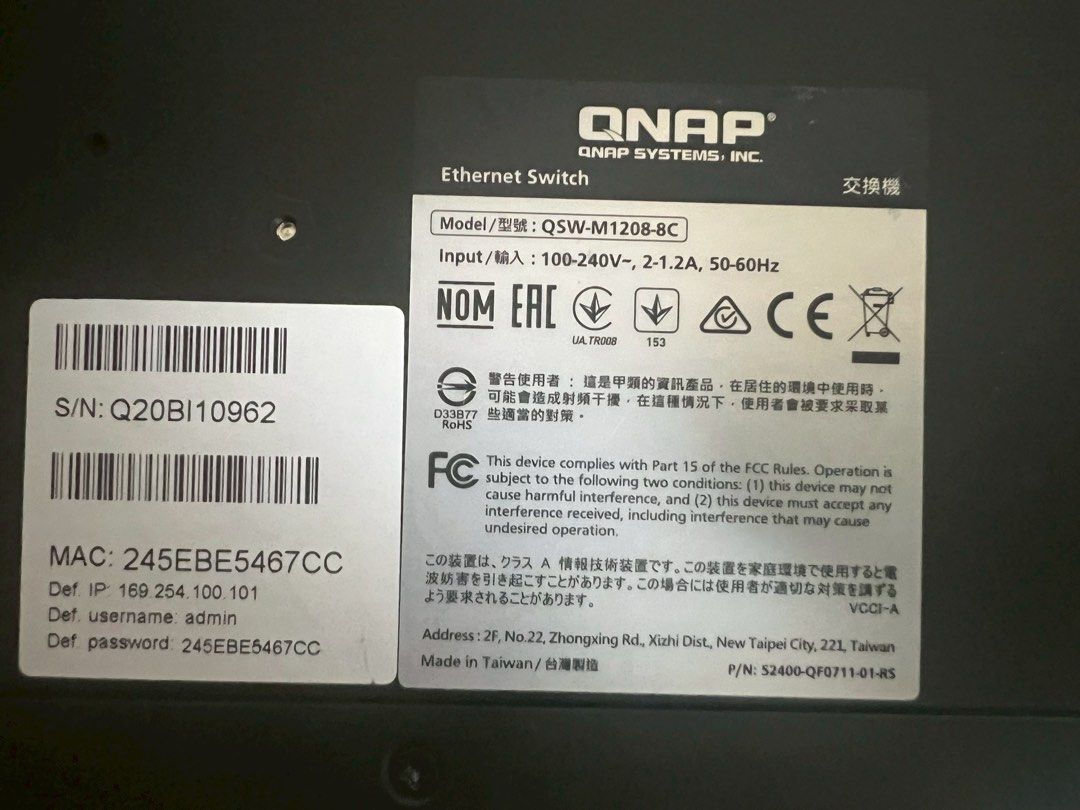 QNAP®
QNAP SYSTEMS, INC.
Ethernet Switch
交換機
Model/型號 : QSW-M1208-8C
Input/輸入 : 100-240V~, 2-1.2A, 50-60Hz
NOM
EAC
UA.TR008
153
CE
D33B77
RoHS
警告使用者 : 這是甲類的資訊產品，在居住的環境中使用時，
可能會造成射頻干擾，在這種情況下，使用者會被要求採取某
些適當的對策。
FC
This device complies with Part 15 of the FCC Rules. Operation is
subject to the following two conditions: (1) this device may not
cause harmful interference, and (2) this device must accept any
interference received, including interference that may cause
undesired operation.
この装置は、クラス A 情報技術装置です。この装置を家庭環境で使用すると電
波妨害を引き起こすことがあります。この場合には使用者が適切な対策を講ずる
よう要求されることがあります。
VCCI-A
Address : 2F, No.22, Zhongxing Rd., Xizhi Dist., New Taipei City, 221, Taiwan
Made in Taiwan / 台灣製造
P/N: S2400-QF0711-01-RS
S/N: Q20BI10962
MAC: 245EBE5467CC
Def. IP: 169.254.100.101
Def. username: admin
Def. password: 245EBE5467CC